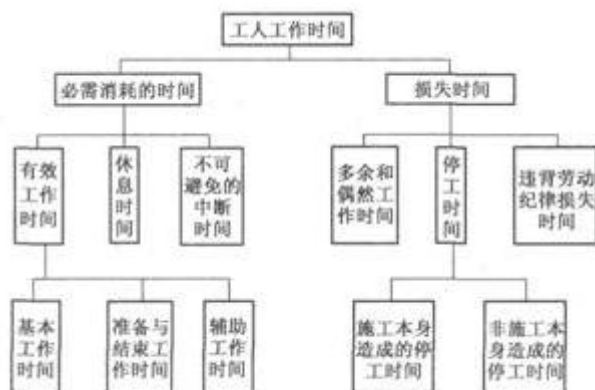 工人工作时间
必需消耗的时间
损失时间
有效
工作
时间
休
息
时
间
不可
避免的
中断
时间
多余和
偶然工
作时间
停
工
时
间
违背劳动
纪律损失
时间
基本
工作
时间
准备与
结束工
作时间
辅助
工作
时间
施工本身
造成的停
工时间
非施工本
身造成的
停工时间